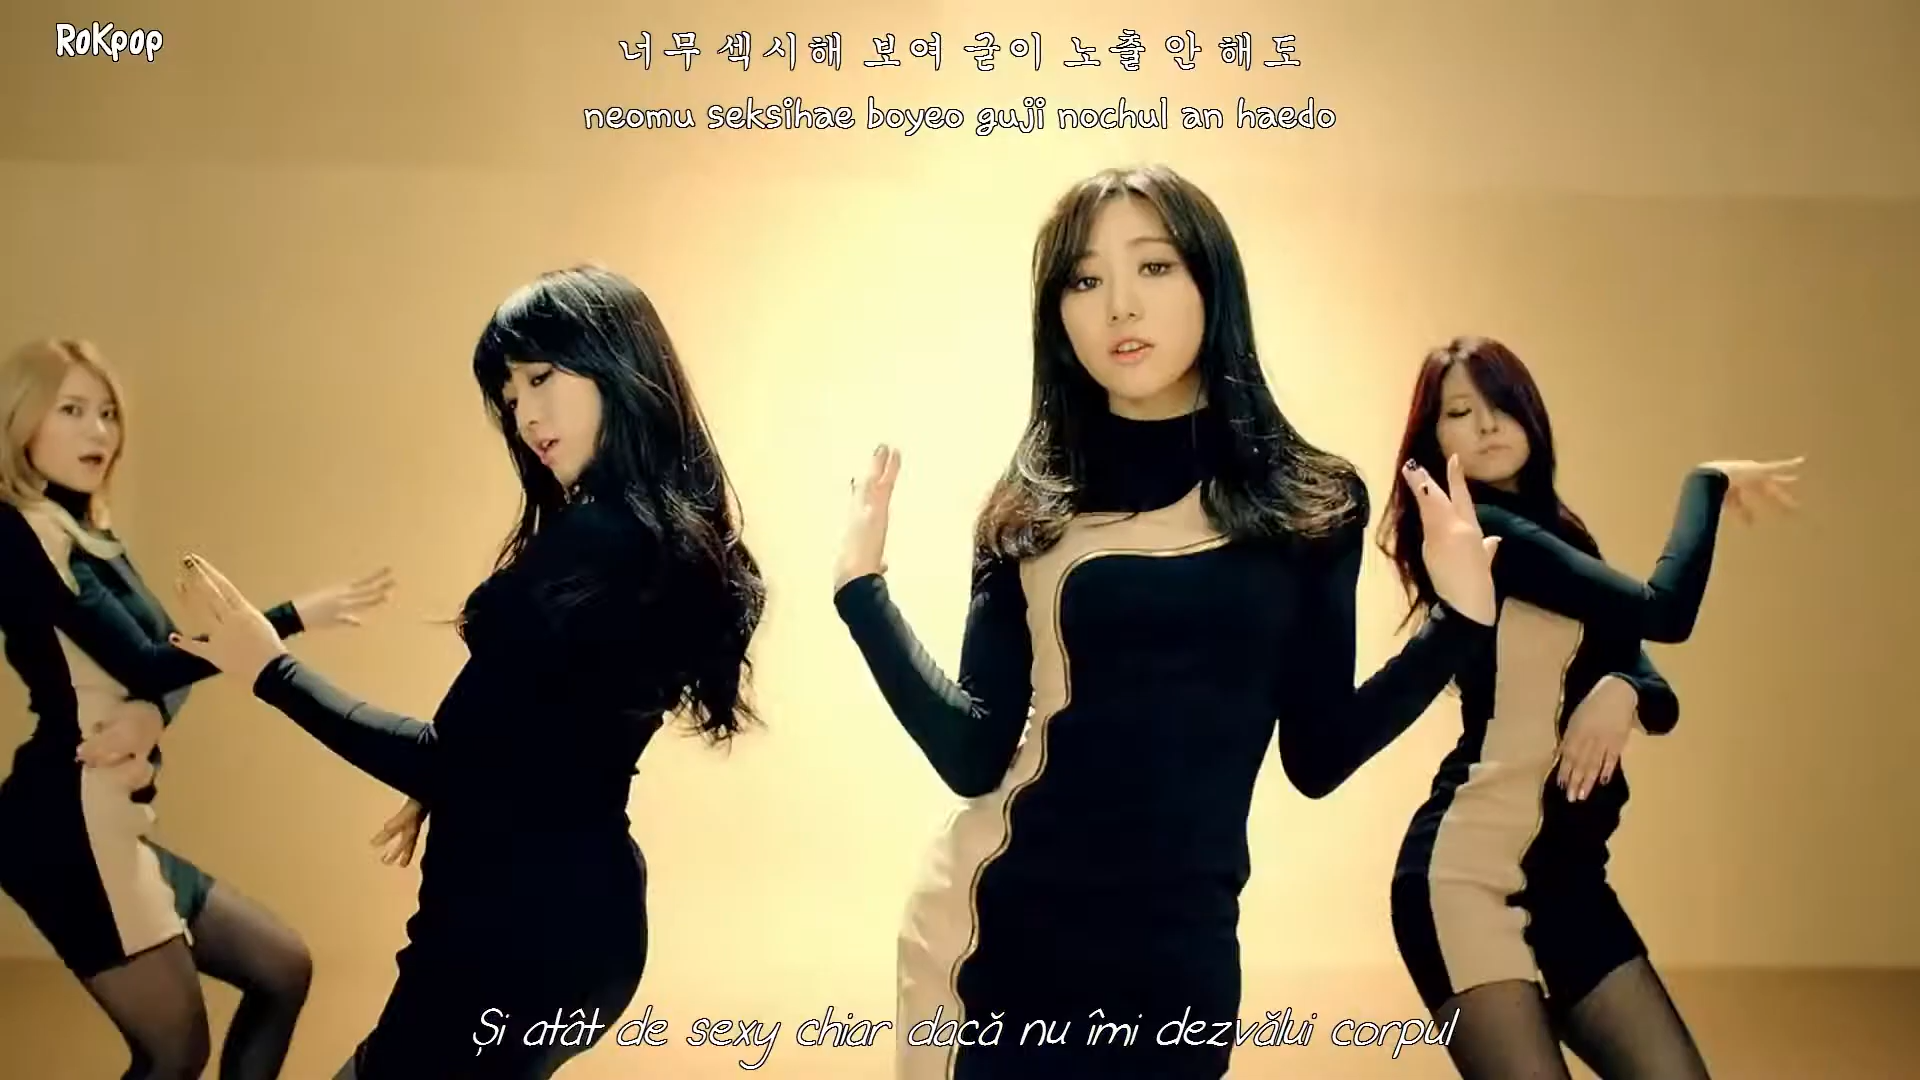 RoKpop
너무 섹시해 보여 굳이 노출 안 해도
neomu seksihae boyeo guji nochul an haedo
Și atât de sexy chiar dacă nu îmi dezvălui corpul